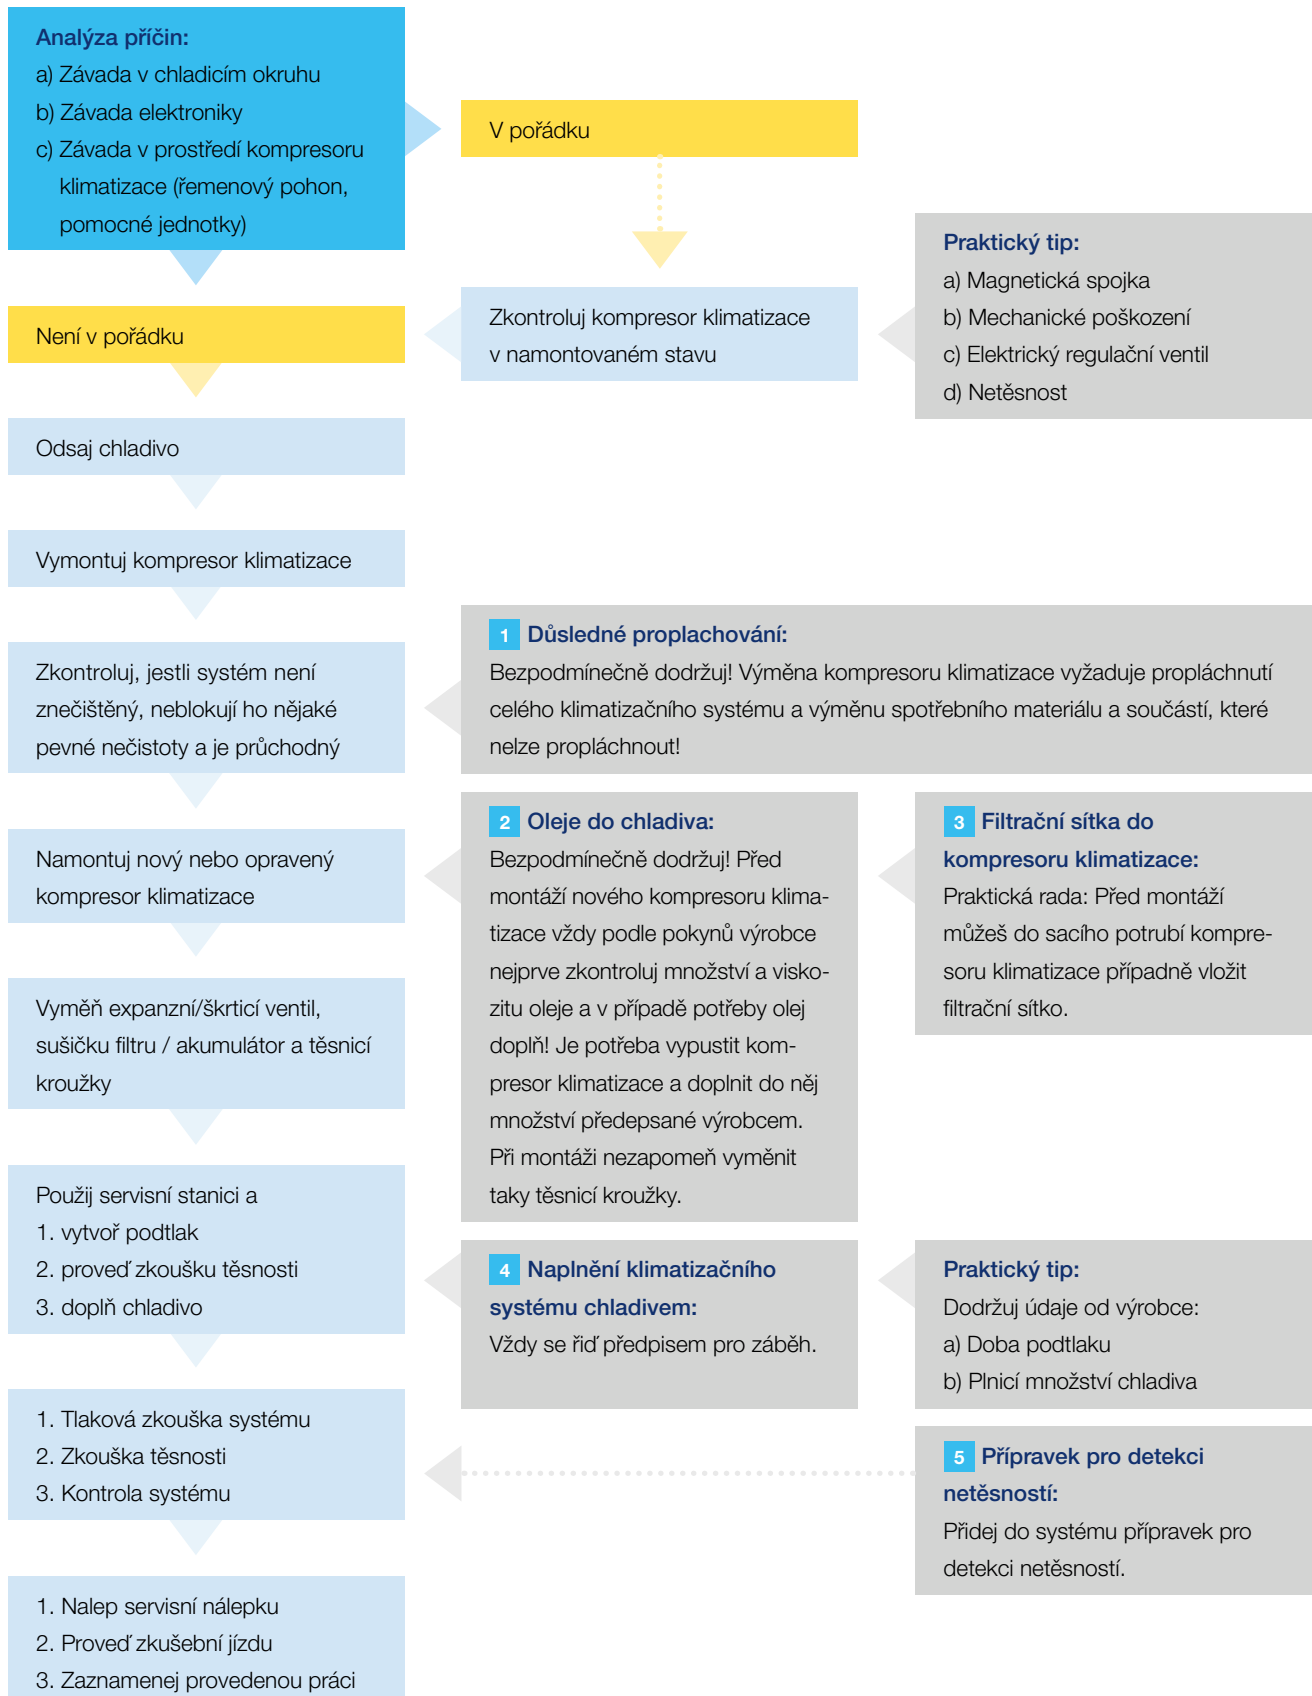 Analýza příčin:
a) Závada v chladicím okruhu
b) Závada elektroniky
c) Závada v prostředí kompresoru
klimatizace (řemenový pohon,
pomocné jednotky)
V pořádku
Není v pořádku
Zkontroluj kompresor klimatizace
v namontovaném stavu
Praktický tip:
a) Magnetická spojka
b) Mechanické poškození
c) Elektrický regulační ventil
d) Netěsnost
Odsaj chladivo
Vymontuj kompresor klimatizace
Zkontroluj, jestli systém není
znečištěný, neblokují ho nějaké
pevné nečistoty a je průchodný
1 Důsledné proplachování:
Bezpodmínečně dodržuj! Výměna kompresoru klimatizace vyžaduje propláchnutí
celého klimatizačního systému a výměnu spotřebního materiálu a součástí, které
nelze propláchnout!
Namontuj nový nebo opravený
kompresor klimatizace
2 Oleje do chladiva:
Bezpodmínečně dodržuj! Před
montáží nového kompresoru klima-
tizace vždy podle pokynů výrobce
nejprve zkontroluj množství a visko-
zitu oleje a v případě potřeby olej
doplň! Je potřeba vypustit kom-
presor klimatizace a doplnit do něj
množství předepsané výrobcem.
Při montáži nezapomeň vyměnit
taky těsnicí kroužky.
3 Filtrační sítka do
kompresoru klimatizace:
Praktická rada: Před montáží
můžeš do sacího potrubí kompre-
soru klimatizace případně vložit
filtrační sítko.
Vyměň expanzní/škrticí ventil,
sušičku filtru / akumulátor a těsnicí
kroužky
Použij servisní stanici a
1. vytvoř podtlak
2. proveď zkoušku těsnosti
3. doplň chladivo
4 Naplnění klimatizačního
systému chladivem:
Vždy se řiď předpisem pro záběh.
Praktický tip:
Dodržuj údaje od výrobce:
a) Doba podtlaku
b) Plnicí množství chladiva
1. Tlaková zkouška systému
2. Zkouška těsnosti
3. Kontrola systému
5 Přípravek pro detekci
netěsností:
Přidej do systému přípravek pro
detekci netěsností.
1. Nalep servisní nálepku
2. Proveď zkušební jízdu
3. Zaznamenej provedenou práci